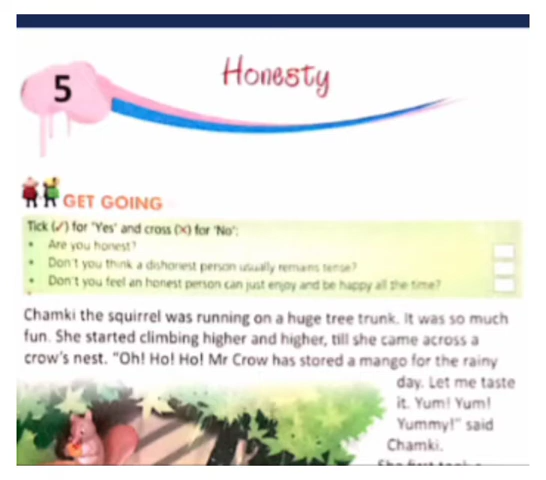 5
Honesty
GET GOING
Tick (✓) for 'Yes' and cross (✗) for 'No':
• Are you honest?
• Don't you think a dishonest person usually remains tense?
• Don't you feel an honest person can just enjoy and be happy all the time?
Chamki the squirrel was running on a huge tree trunk. It was so much
fun. She started climbing higher and higher, till she came across a
crow's nest. "Oh! Ho! Ho! Mr Crow has stored a mango for the rainy
day. Let me taste
it. Yum! Yum!
Yummy!" said
Chamki.